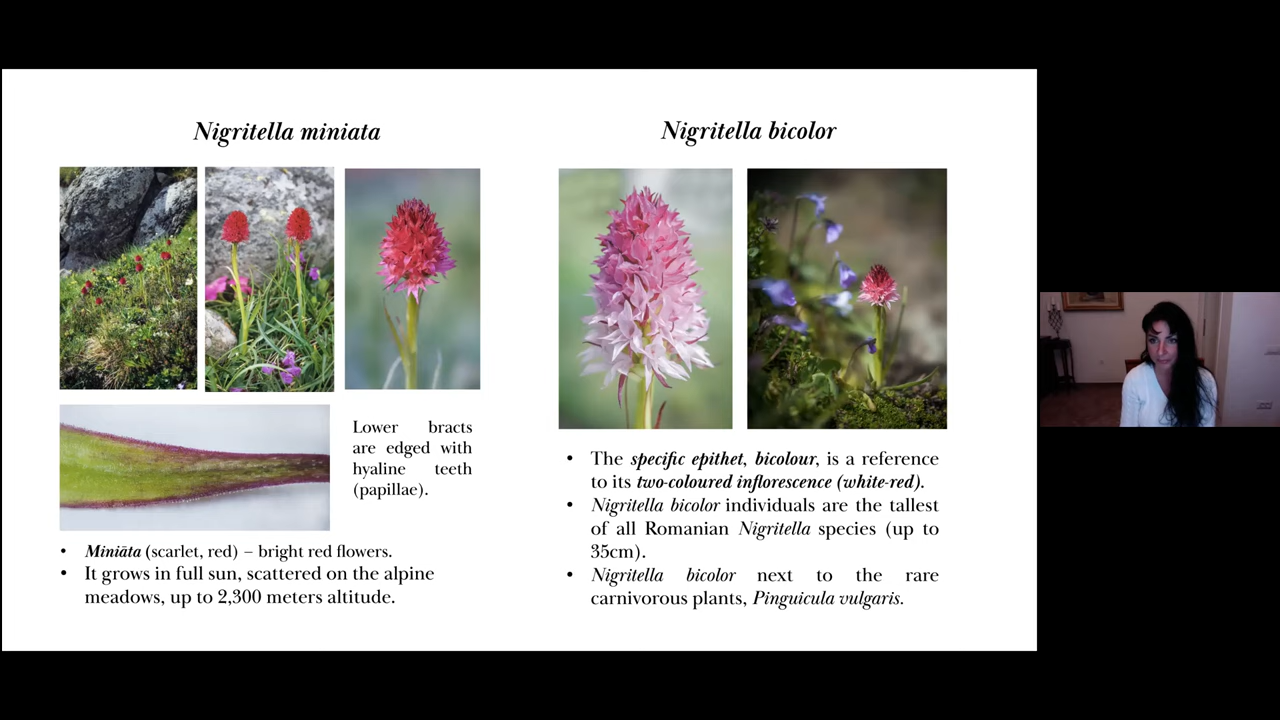 Nigritella miniata
Lower bracts
are edged with
hyaline teeth
(papillae).
• Miniāta (scarlet, red) – bright red flowers.
• It grows in full sun, scattered on the alpine
meadows, up to 2,300 meters altitude.
Nigritella bicolor
• The specific epithet, bicolour, is a reference
to its two-coloured inflorescence (white-red).
• Nigritella bicolor individuals are the tallest
of all Romanian Nigritella species (up to
35cm).
• Nigritella bicolor next to the rare
carnivorous plants, Pinguicula vulgaris.